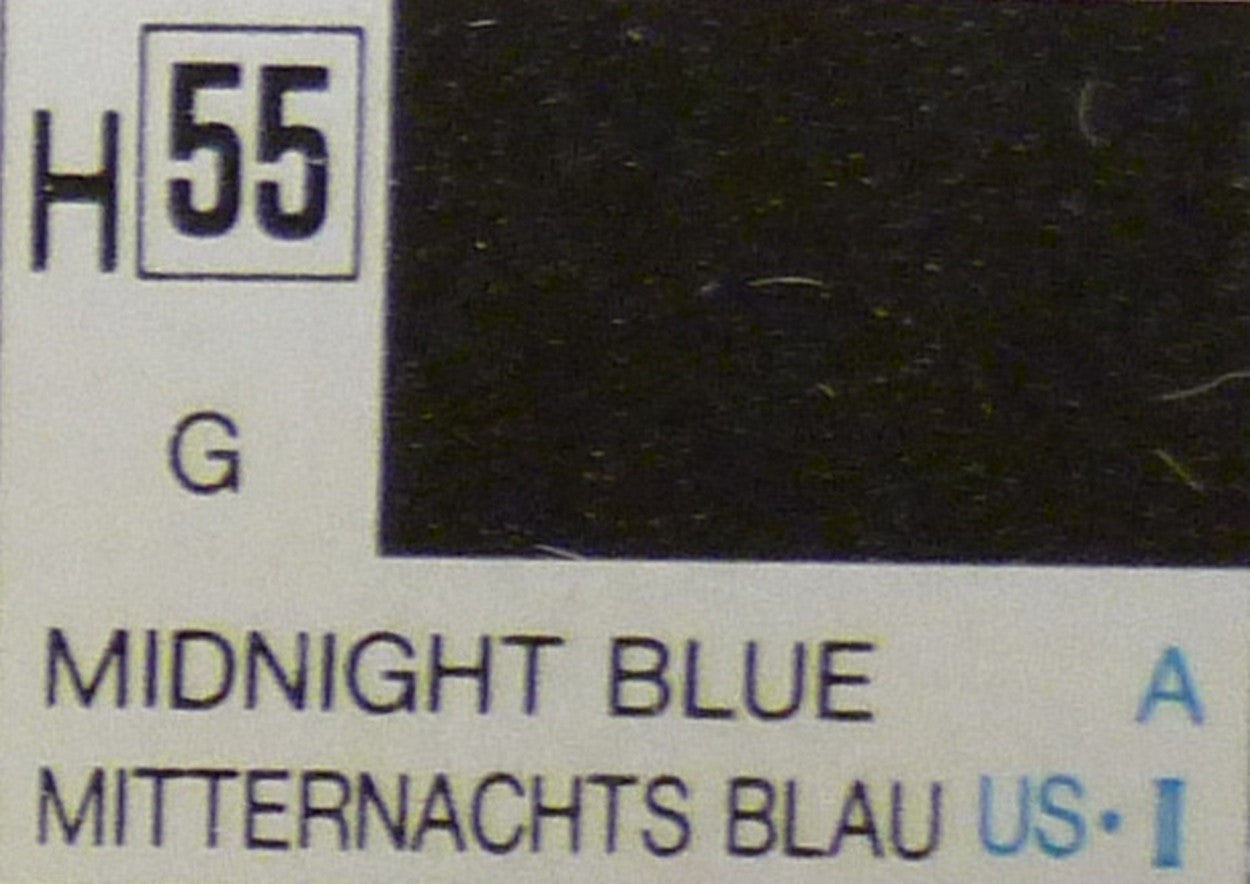 H 55
G
MIDNIGHT BLUE A
MITTERNACHTS BLAU US·I